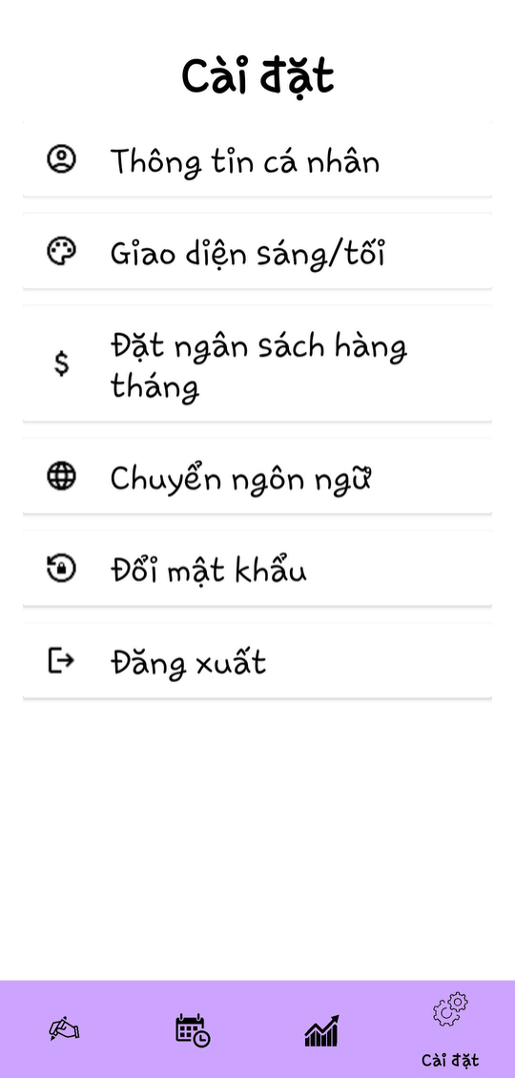 Cài đặt
Thông tin cá nhân
Giao diện sáng/tối
Đặt ngân sách hàng
tháng
Chuyển ngôn ngữ
Đổi mật khẩu
Đăng xuất
Cài đặt